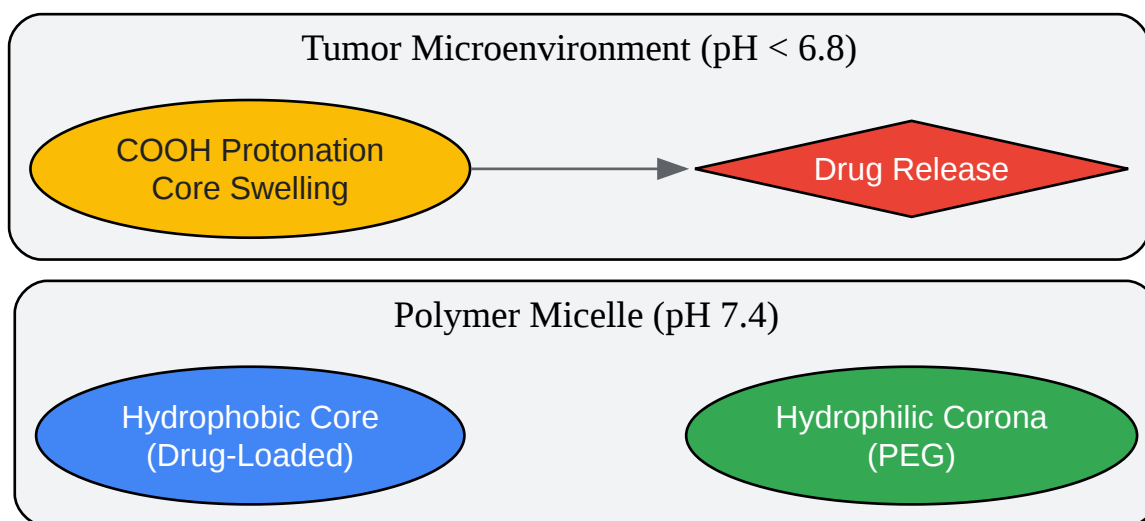 Tumor Microenvironment (pH < 6.8)
COOH Protonation
Core Swelling
Drug Release
Polymer Micelle (pH 7.4)
Hydrophobic Core
(Drug-Loaded)
Hydrophilic Corona
(PEG)